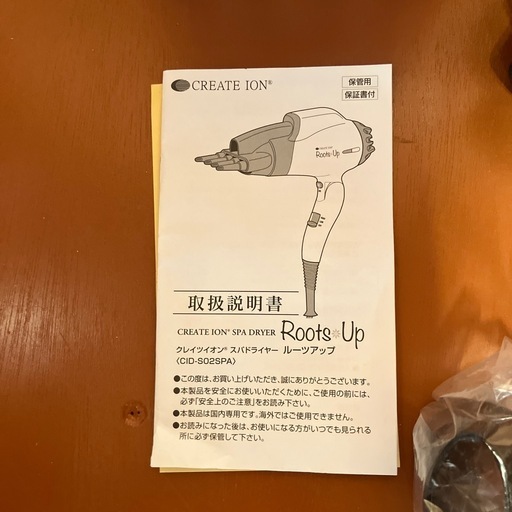 CREATE ION®
保管用
保証書付
CREATE ION
Roots Up
取扱説明書
CREATE ION® SPA DRYER Roots Up
クレイツイオン® スパドライヤー ルーツアップ
〈CID-S02SPA〉
●この度は、お買い上げいただき、誠にありがとうございます。
●本製品を安全にお使いいただくために、ご使用の前には、
必ず「安全上のご注意」をお読み下さい。
●本製品は国内専用です。海外ではご使用できません。
●お読みになった後は、お使いになる方がいつでも見られる
所に必ず保管して下さい。